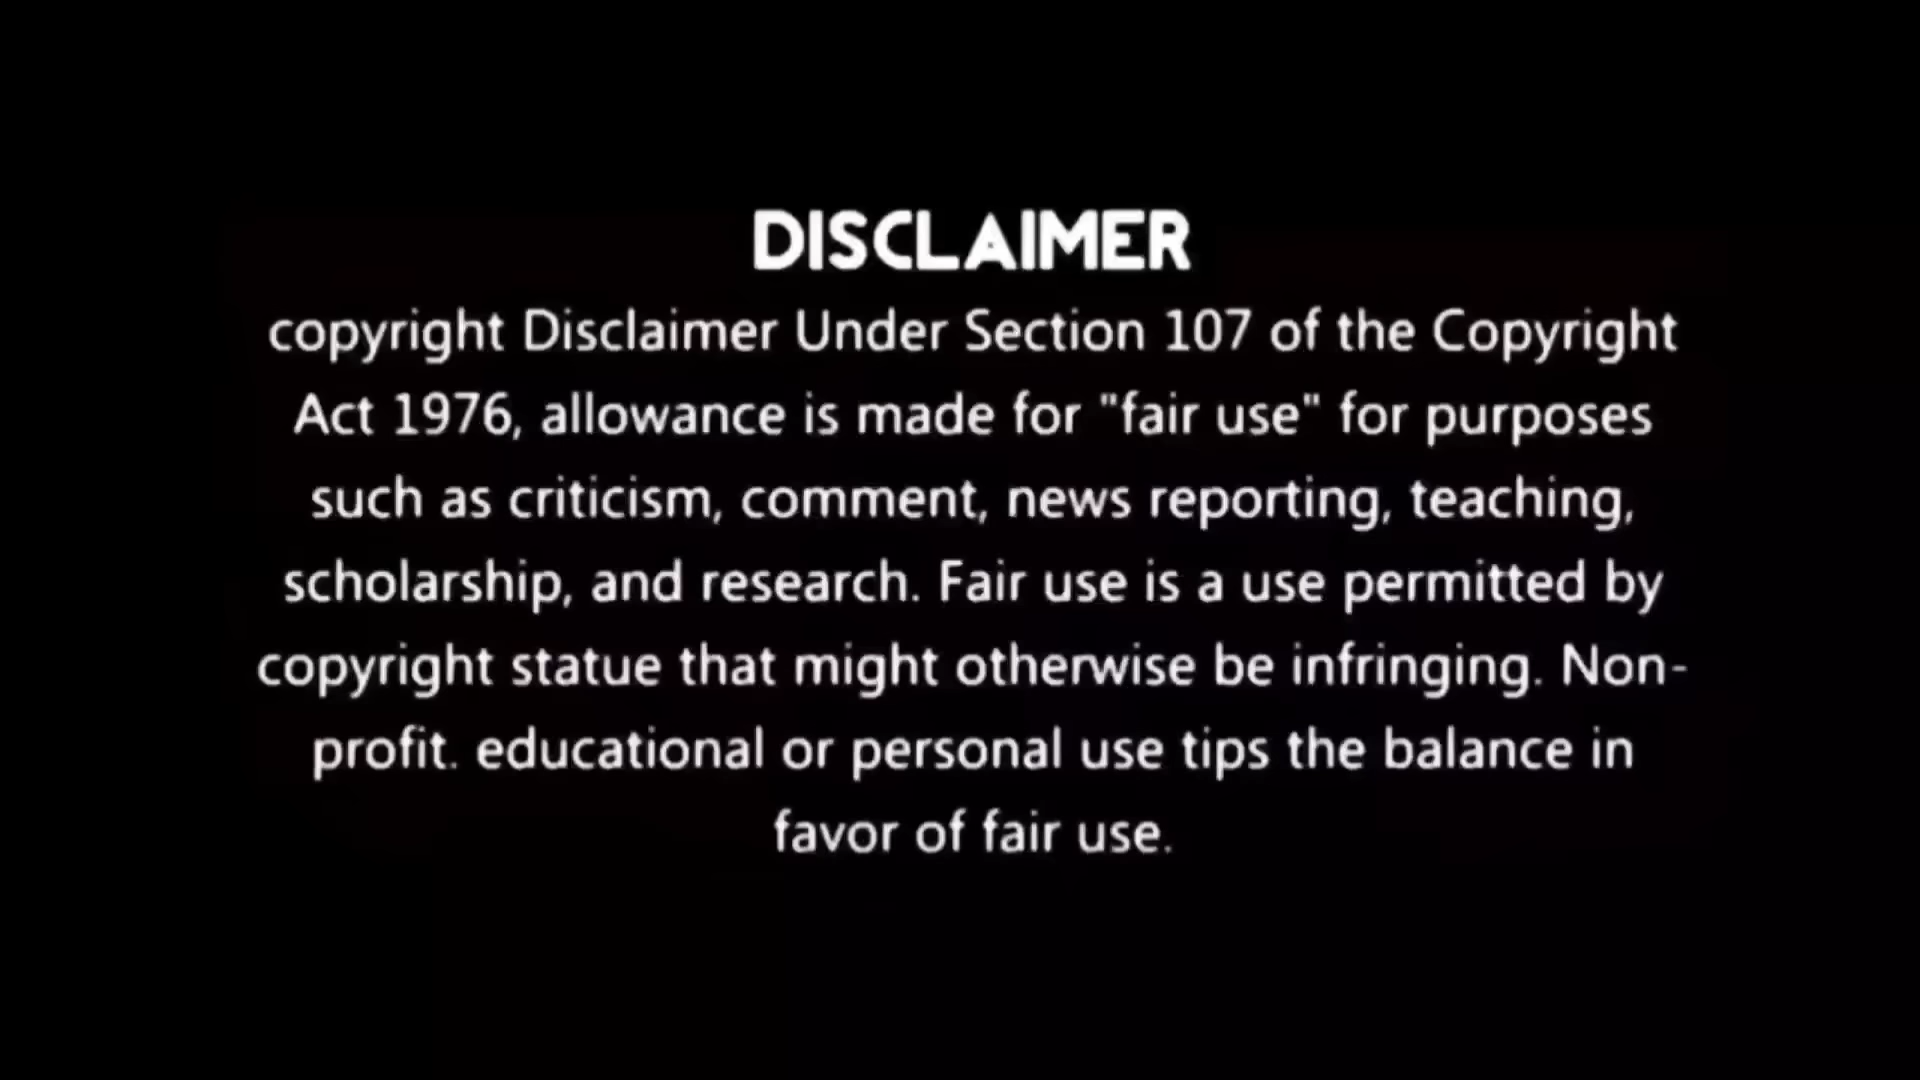 DISCLAIMER
copyright Disclaimer Under Section 107 of the Copyright
Act 1976, allowance is made for "fair use" for purposes
such as criticism, comment, news reporting, teaching,
scholarship, and research. Fair use is a use permitted by
copyright statue that might otherwise be infringing. Non-
profit. educational or personal use tips the balance in
favor of fair use.